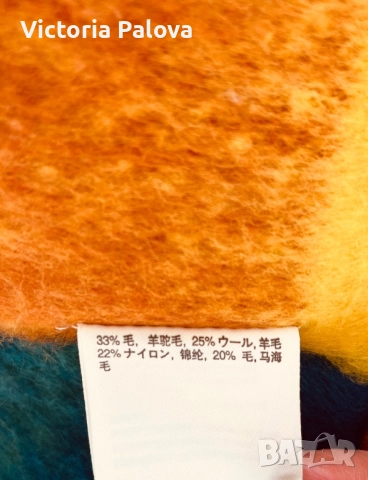 Victoria Palova
33% 毛, 羊驼毛, 25% ウール, 羊毛
22% ナイロン, 锦纶, 20% 毛, 马海
毛
BAZAR